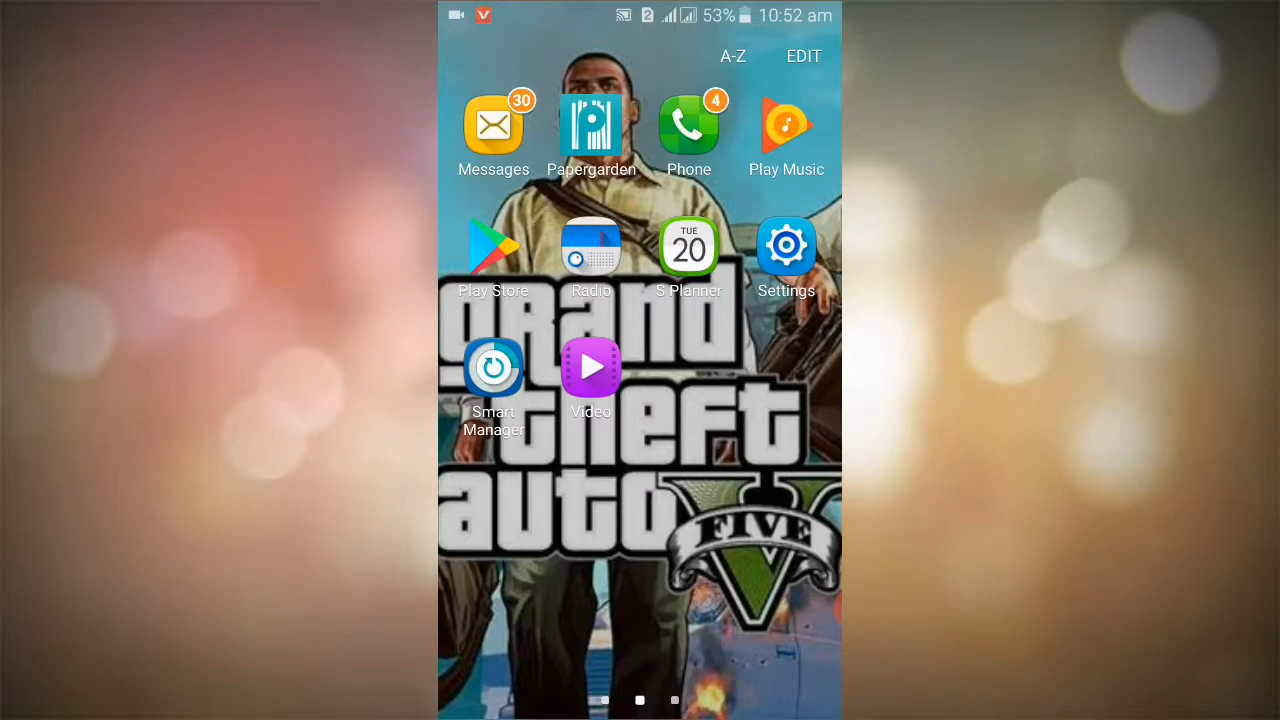 2 53% 10:52 am
A-Z EDIT
30 4
Messages Papergarden Phone Play Music
TUE
20
Play Store Radio S Planner Settings
Smart Video
Manager
grand
theft
auto V
FIVE